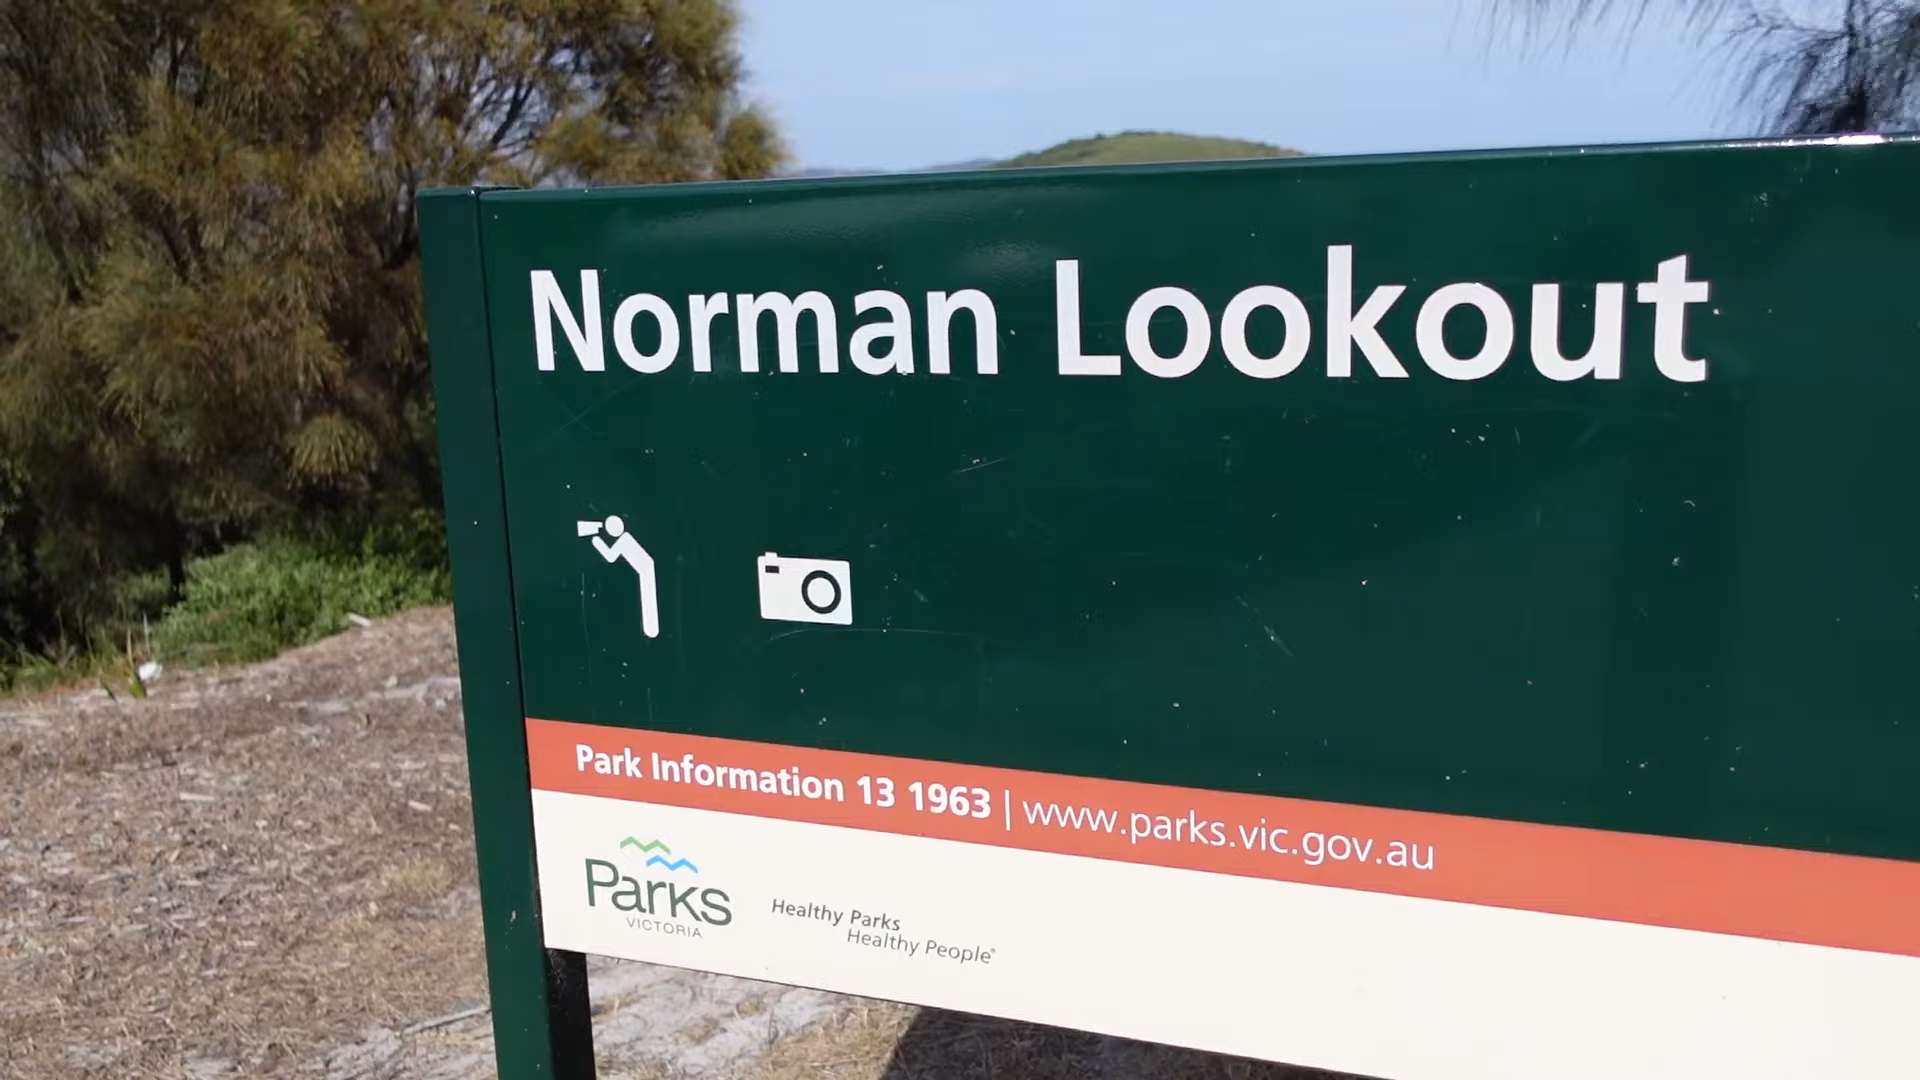 Norman Lookout
Park Information 13 1963 | www.parks.vic.gov.au
Parks
VICTORIA
Healthy Parks
Healthy People®